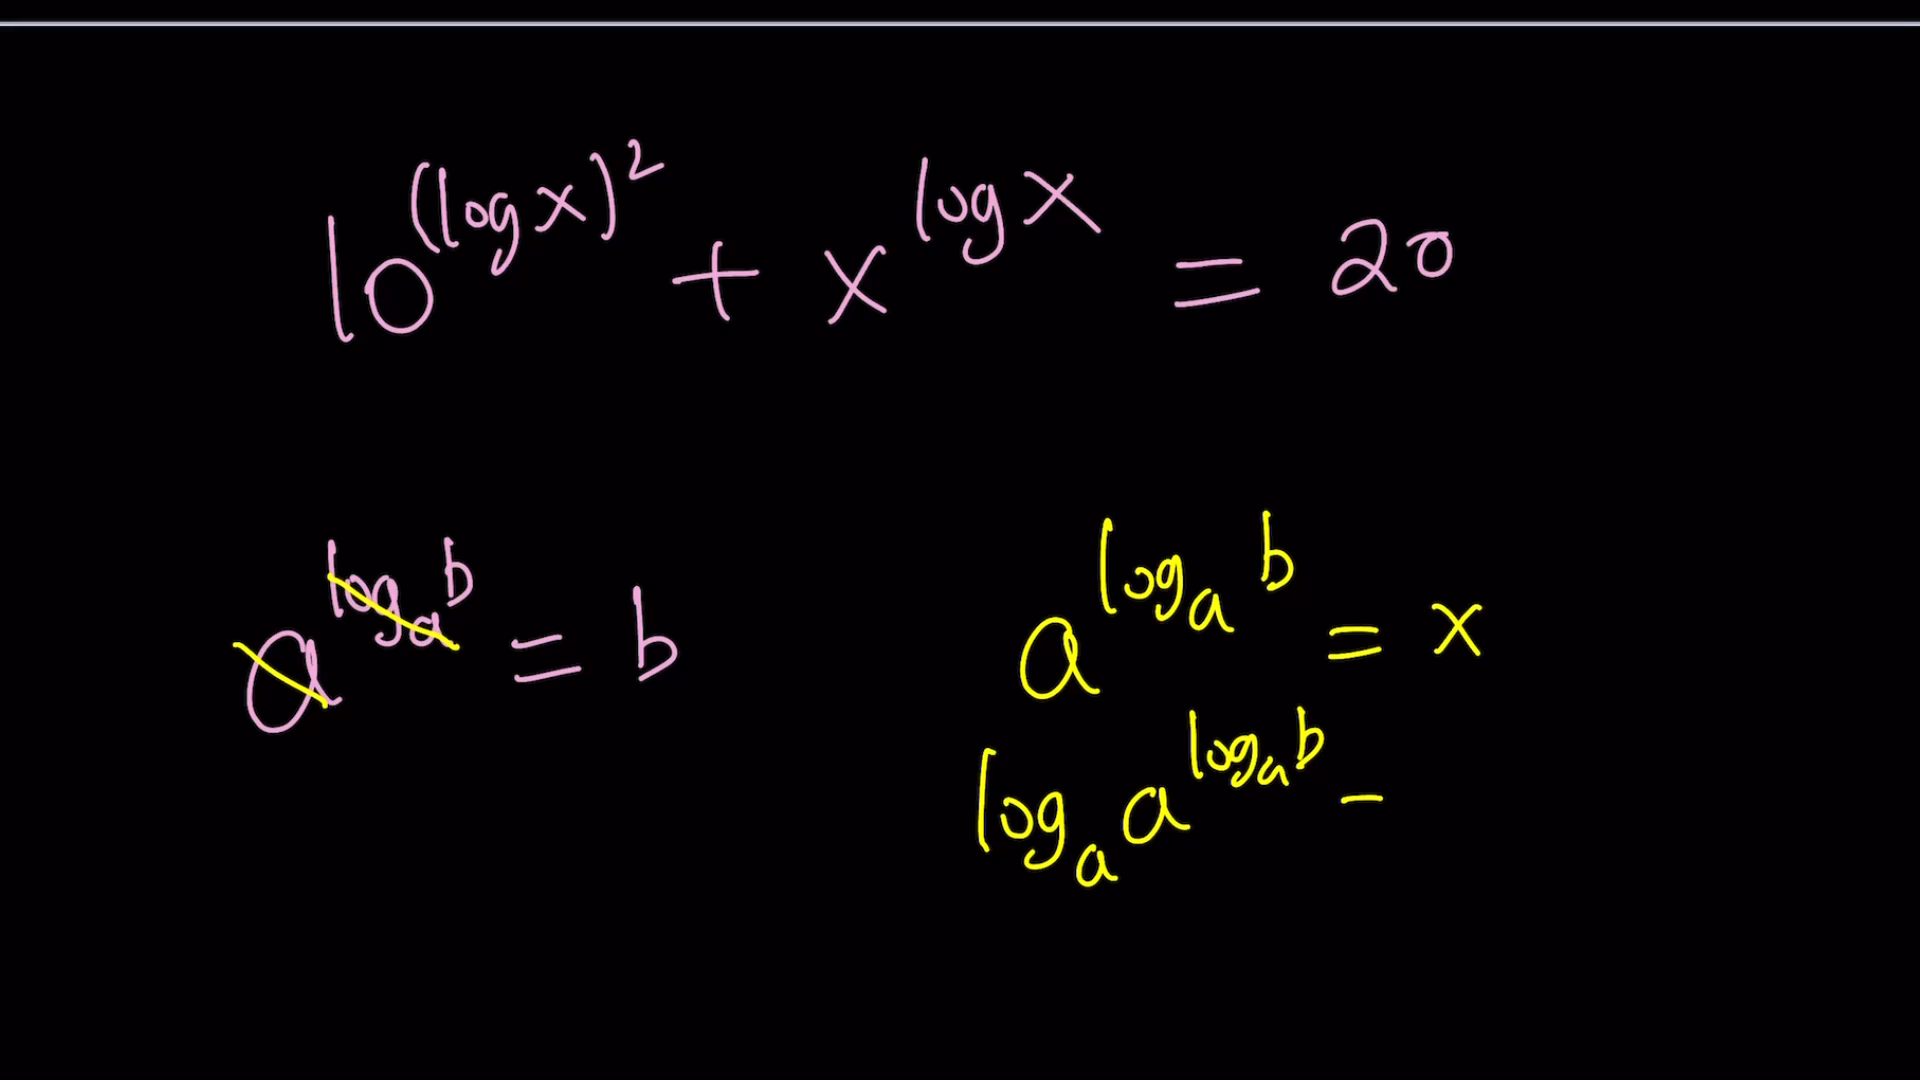 10^{(log x)^2} + x^{log x} = 20
a^{log_a b} = b
a^{log_a b} = x
log_a a^{log_a b} -